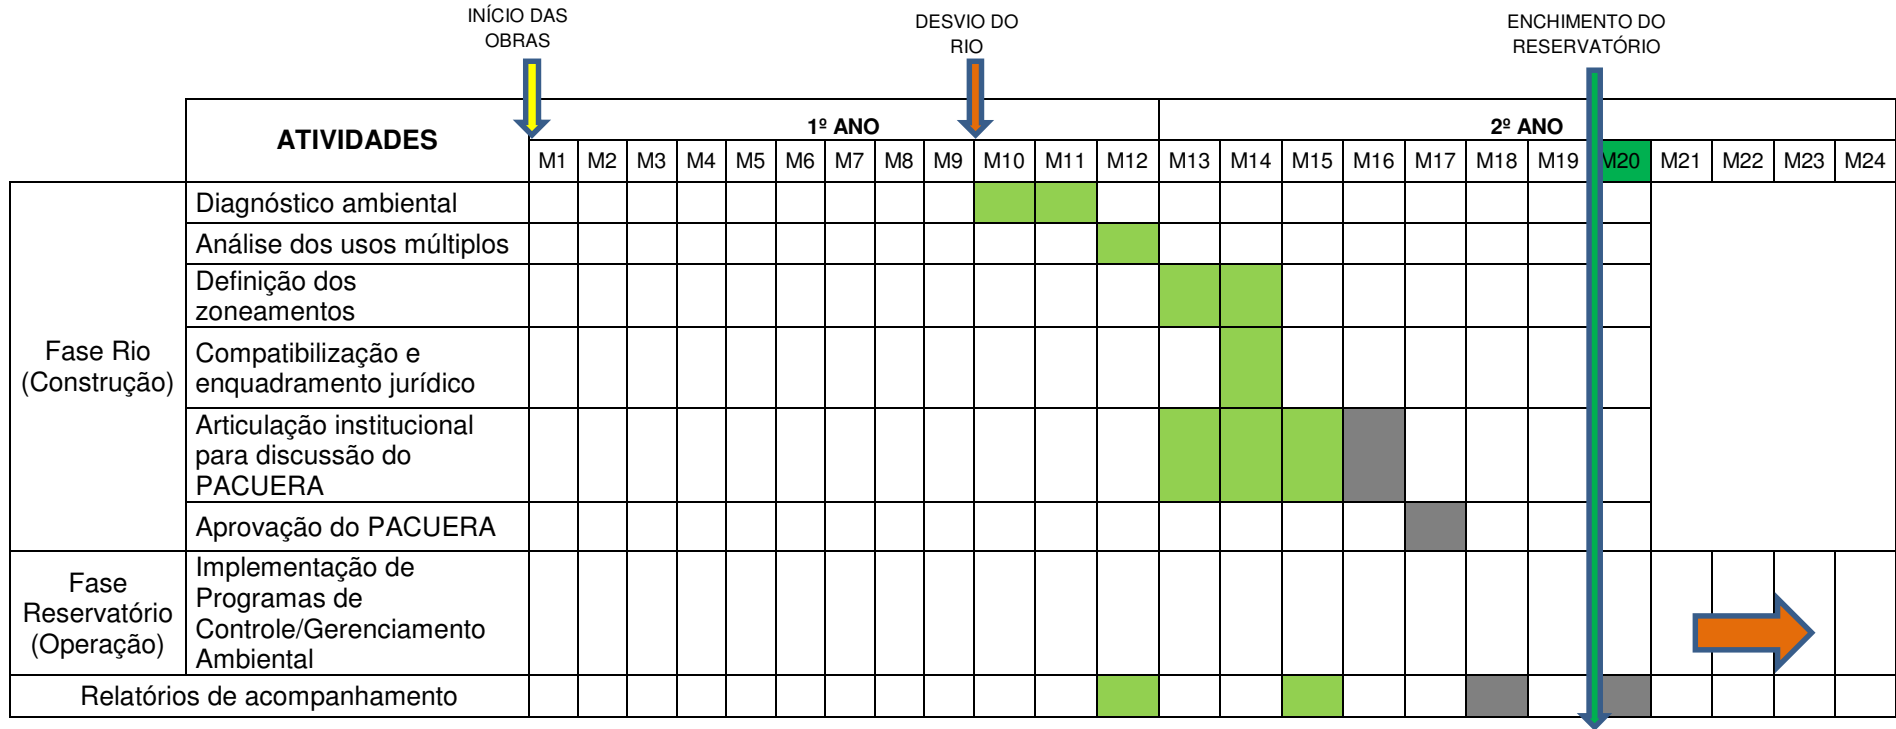 INÍCIO DAS
OBRAS
DESVIO DO
RIO
ENCHIMENTO DO
RESERVATÓRIO
ATIVIDADES
1º ANO
2º ANO
M1 M2 M3 M4 M5 M6 M7 M8 M9 M10 M11 M12 M13 M14 M15 M16 M17 M18 M19 M20 M21 M22 M23 M24
Fase Rio
(Construção)
Diagnóstico ambiental
Análise dos usos múltiplos
Definição dos
zoneamentos
Compatibilização e
enquadramento jurídico
Articulação institucional
para discussão do
PACUERA
Aprovação do PACUERA
Fase
Reservatório
(Operação)
Implementação de
Programas de
Controle/Gerenciamento
Ambiental
Relatórios de acompanhamento